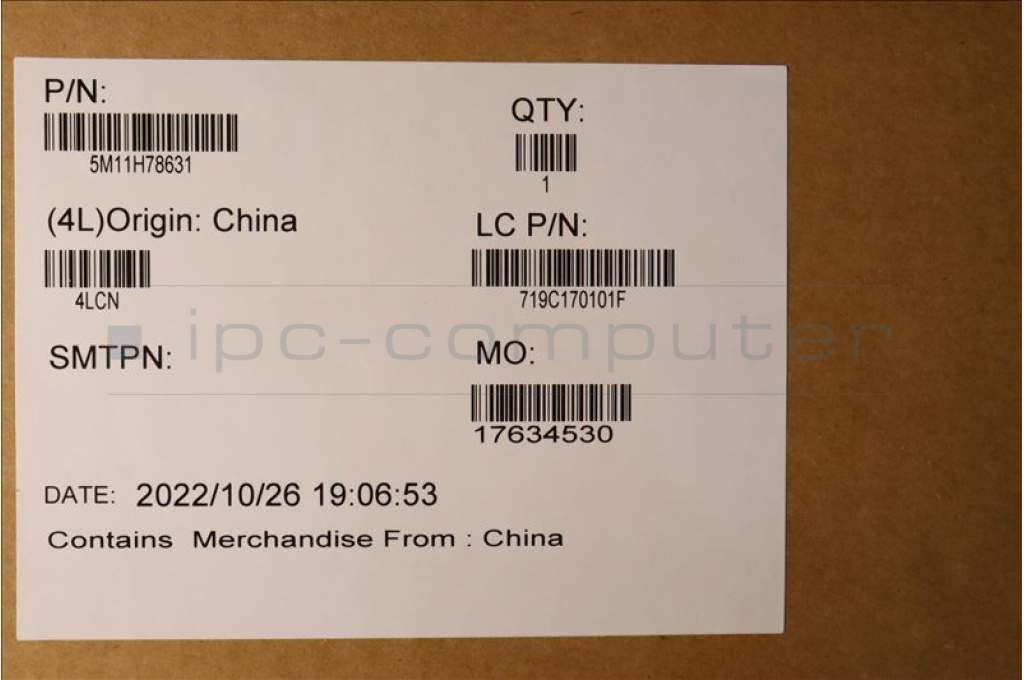 P/N:
5M11H78631
QTY:
1
(4L)Origin: China
4LCN
LC P/N:
719C170101F
ipc-computer
SMTPN:
MO:
17634530
DATE: 2022/10/26 19:06:53
Contains Merchandise From : China